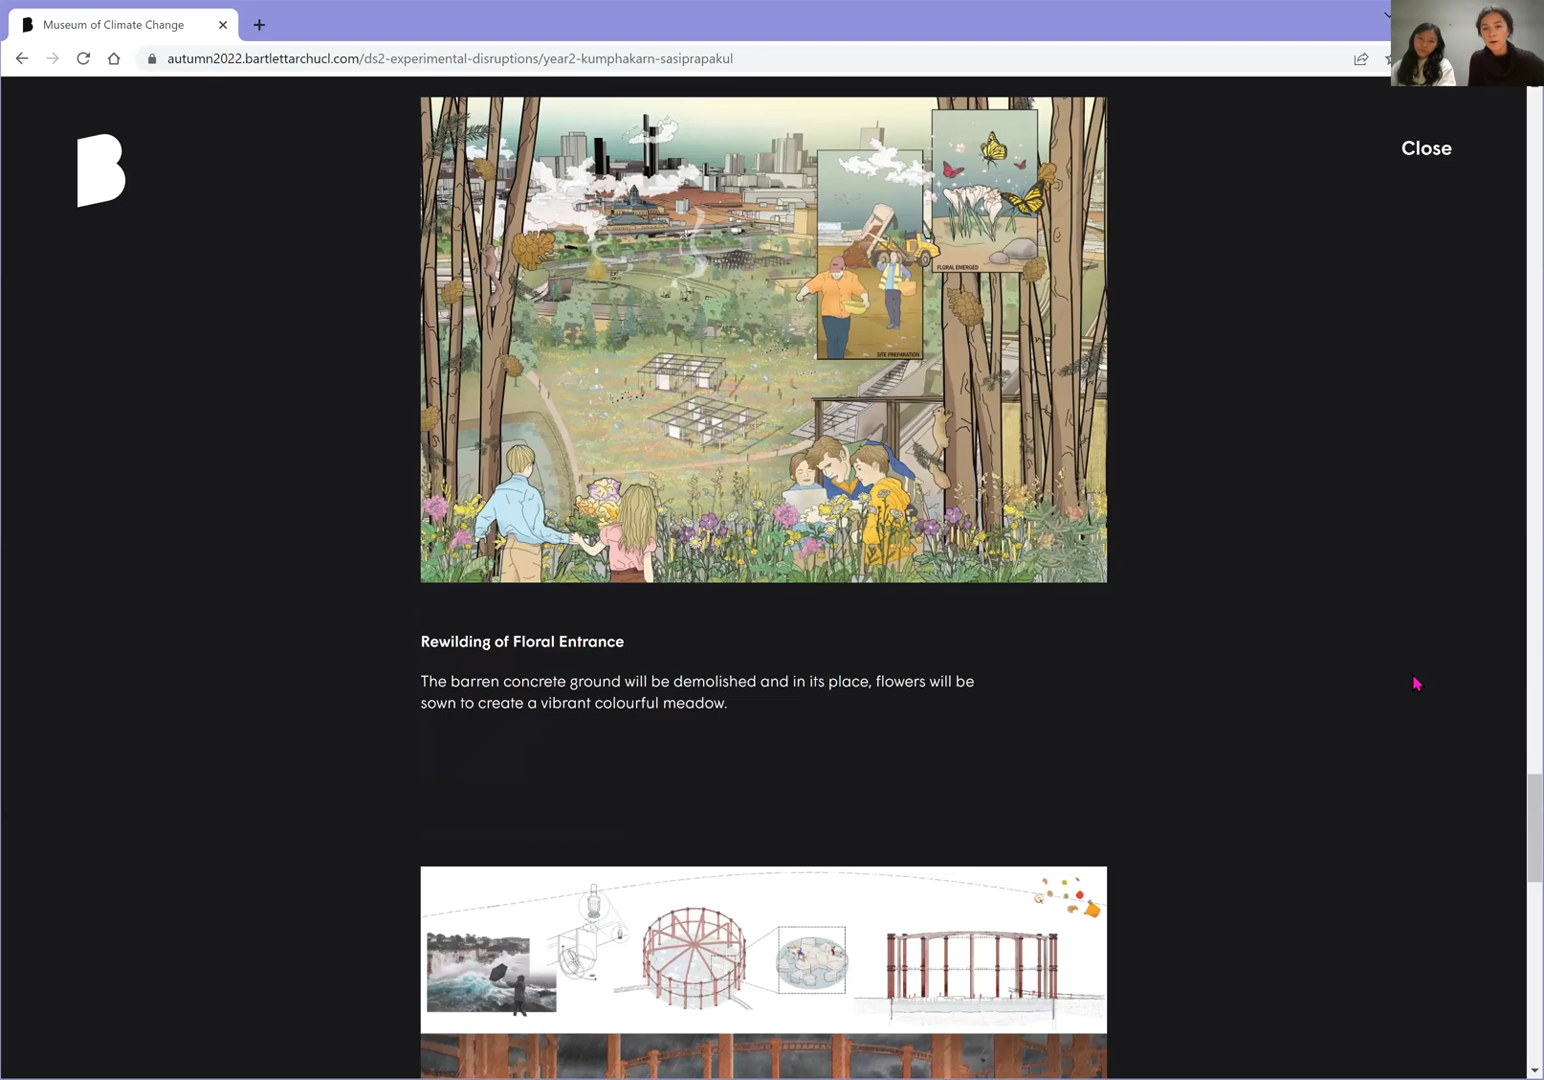 Museum of Climate Change
autumn2022.bartlettarchucl.com/ds2-experimental-disruptions/year2-kumphakarn-sasiprapakul
Close
FLORAL EMERGED
SITE PREPARATION
Rewilding of Floral Entrance
The barren concrete ground will be demolished and in its place, flowers will be
sown to create a vibrant colourful meadow.